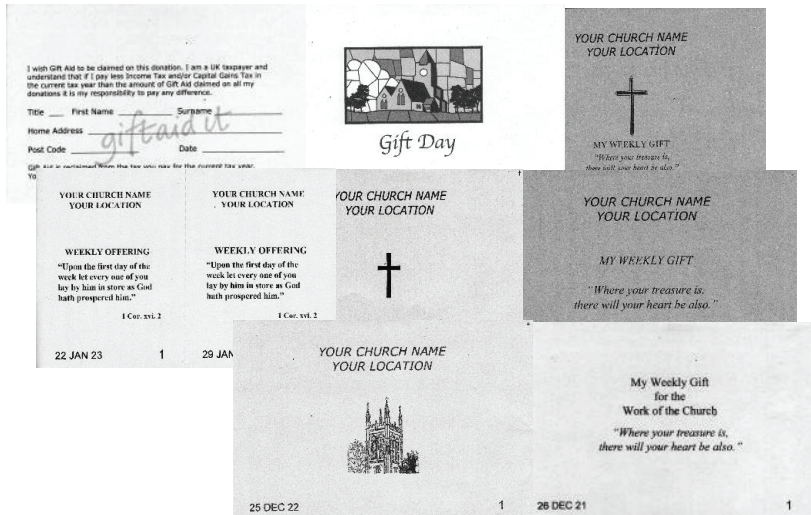 I wish Gift Aid to be claimed on this donation. I am a UK taxpayer and
understand that if I pay less Income Tax and/or Capital Gains Tax in
the current tax year than the amount of Gift Aid claimed on all my
donations it is my responsibility to pay any difference.
Title First Name Surname
Home Address
giftaid it
Post Code Date
Gift Aid is reclaimed from the tax you pay for the current tax year.
Yo
Gift Day
YOUR CHURCH NAME
YOUR LOCATION
MY WEEKLY GIFT
"Where your treasure is,
there will your heart be also."
YOUR CHURCH NAME
YOUR LOCATION
WEEKLY OFFERING
"Upon the first day of the
week let every one of you
lay by him in store as God
hath prospered him."
1 Cor. xvi. 2
22 JAN 23 1
YOUR CHURCH NAME
. YOUR LOCATION
WEEKLY OFFERING
"Upon the first day of the
week let every one of you
lay by him in store as God
hath prospered him."
1 Cor. xvi. 2
29 JAN
YOUR CHURCH NAME
YOUR LOCATION
YOUR CHURCH NAME
YOUR LOCATION
MY WEEKLY GIFT
"Where your treasure is,
there will your heart be also."
YOUR CHURCH NAME
YOUR LOCATION
25 DEC 22 1
My Weekly Gift
for the
Work of the Church
"Where your treasure is,
there will your heart be also."
26 DEC 21 1